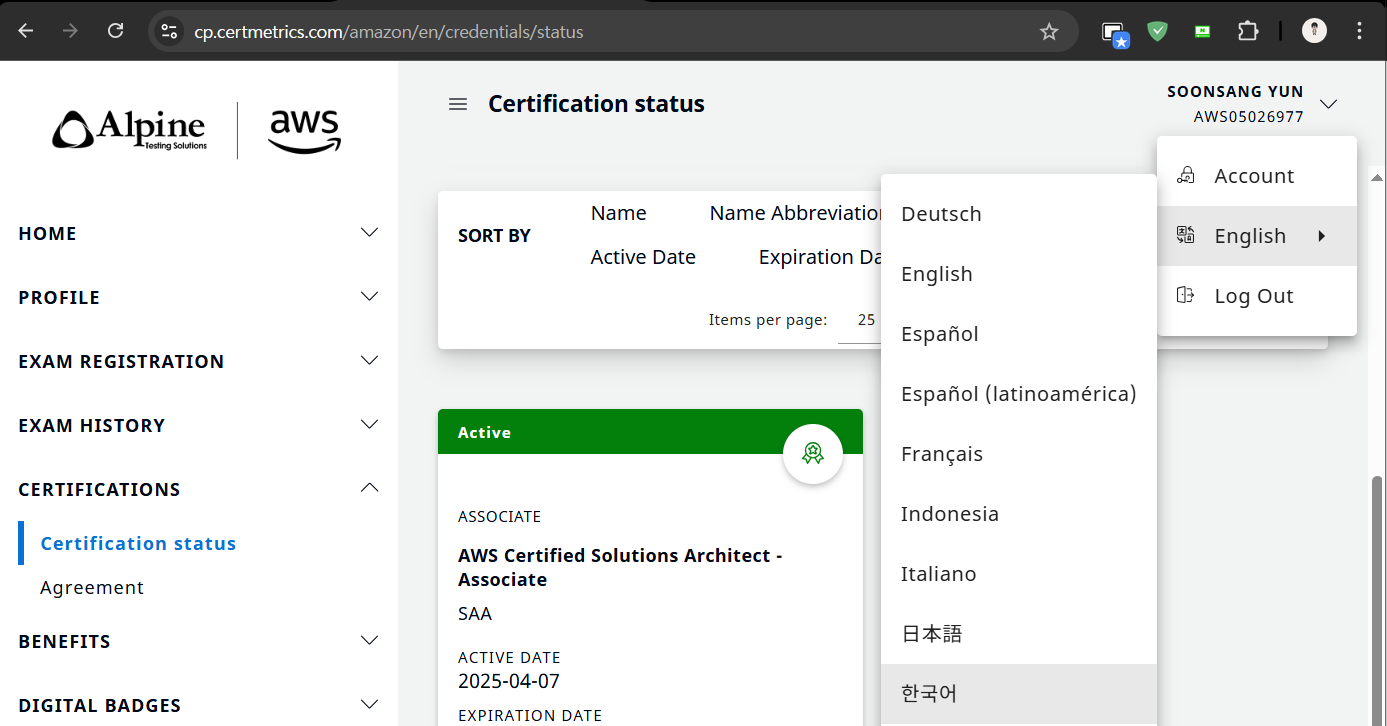 cp.certmetrics.com/amazon/en/credentials/status
Alpine
Testing Solutions
aws
HOME
PROFILE
EXAM REGISTRATION
EXAM HISTORY
CERTIFICATIONS
Certification status
Agreement
BENEFITS
DIGITAL BADGES
Certification status
SOONSANG YUN
AWS05026977
Account
English
Log Out
SORT BY
Name
Name Abbreviation
Active Date
Expiration Da
Items per page:
25
Deutsch
English
Español
Español (latinoamérica)
Français
Indonesia
Italiano
日本語
한국어
Active
ASSOCIATE
AWS Certified Solutions Architect -
Associate
SAA
ACTIVE DATE
2025-04-07
EXPIRATION DATE